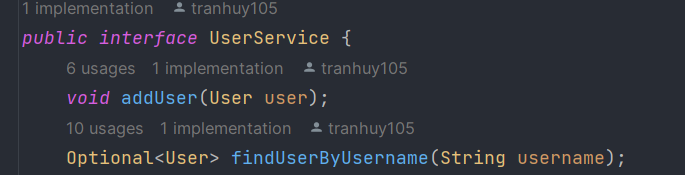 1 implementation tranhuy105
public interface UserService {
6 usages 1 implementation tranhuy105
void addUser(User user);
10 usages 1 implementation tranhuy105
Optional<User> findUserByUsername(String username);